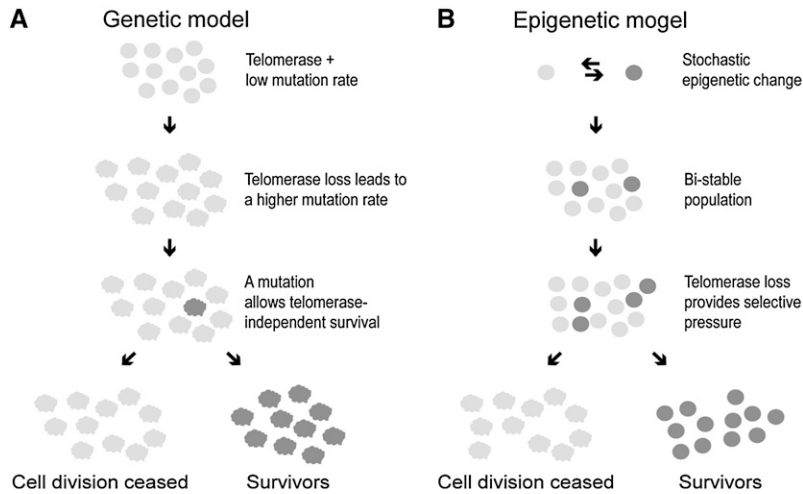 A
Genetic model
Telomerase +
low mutation rate
Telomerase loss leads to
a higher mutation rate
A mutation
allows telomerase-
independent survival
Cell division ceased
Survivors
B
Epigenetic mogel
Stochastic
epigenetic change
Bi-stable
population
Telomerase loss
provides selective
pressure
Cell division ceased
Survivors